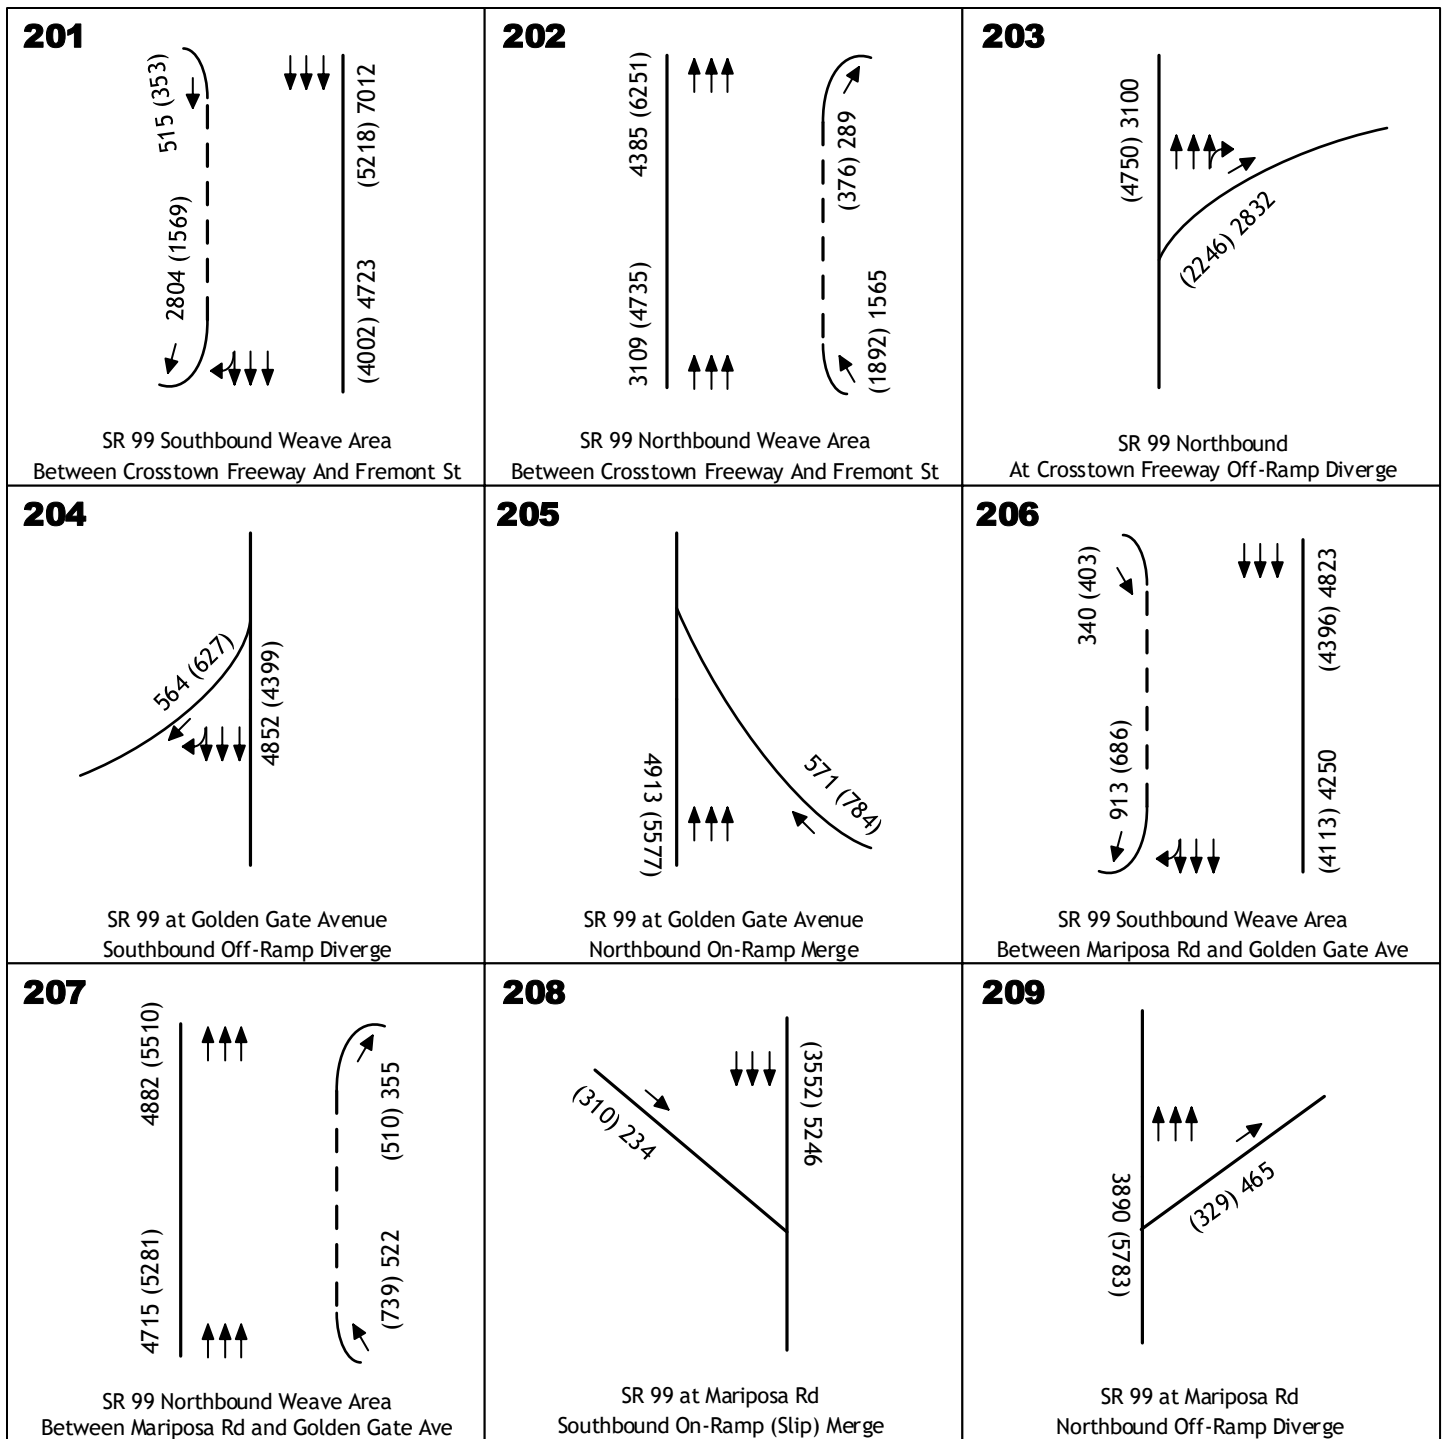 201
515 (353)
(5218) 7012
2804 (1569)
(4002) 4723
SR 99 Southbound Weave Area
Between Crosstown Freeway And Fremont St
202
4385 (6251)
(376) 289
3109 (4735)
(1892) 1565
SR 99 Northbound Weave Area
Between Crosstown Freeway And Fremont St
203
(4750) 3100
(2246) 2832
SR 99 Northbound
At Crosstown Freeway Off-Ramp Diverge
204
564 (627)
4852 (4399)
SR 99 at Golden Gate Avenue
Southbound Off-Ramp Diverge
205
4913 (5577)
571 (784)
SR 99 at Golden Gate Avenue
Northbound On-Ramp Merge
206
340 (403)
(4396) 4823
913 (686)
(4113) 4250
SR 99 Southbound Weave Area
Between Mariposa Rd and Golden Gate Ave
207
4882 (5510)
(510) 355
4715 (5281)
(739) 522
SR 99 Northbound Weave Area
Between Mariposa Rd and Golden Gate Ave
208
(310) 234
(3552) 5246
SR 99 at Mariposa Rd
Southbound On-Ramp (Slip) Merge
209
3890 (5783)
(329) 465
SR 99 at Mariposa Rd
Northbound Off-Ramp Diverge